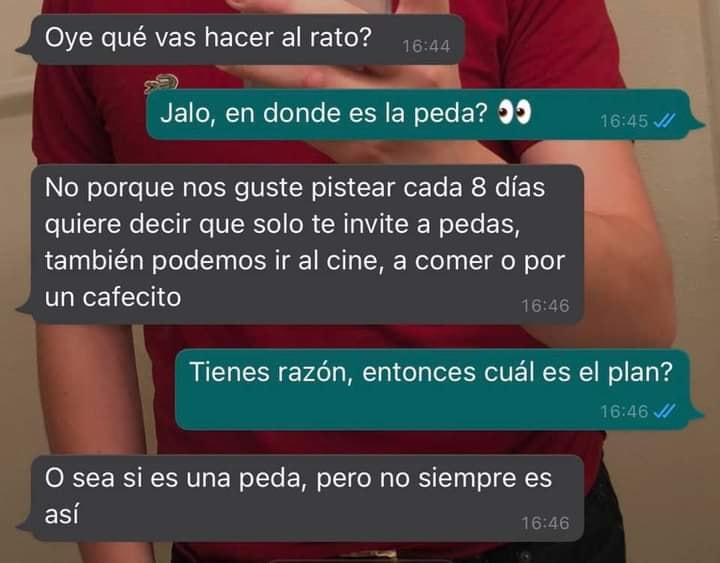 Oye qué vas hacer al rato? 16:44
Jalo, en donde es la peda? 👀 16:45
No porque nos guste pistear cada 8 días
quiere decir que solo te invite a pedas,
también podemos ir al cine, a comer o por
un cafecito 16:46
Tienes razón, entonces cuál es el plan?
16:46
O sea si es una peda, pero no siempre es
así 16:46